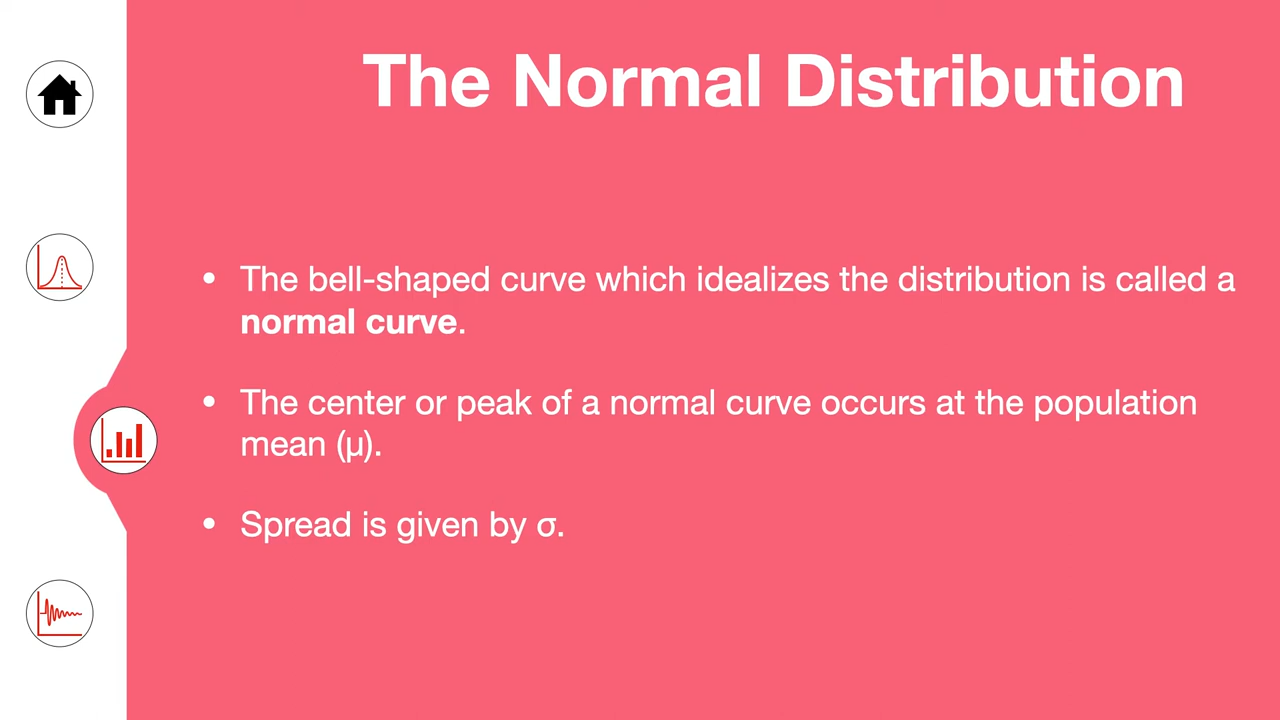 The Normal Distribution
• The bell-shaped curve which idealizes the distribution is called a
normal curve.
• The center or peak of a normal curve occurs at the population
mean (μ).
• Spread is given by σ.